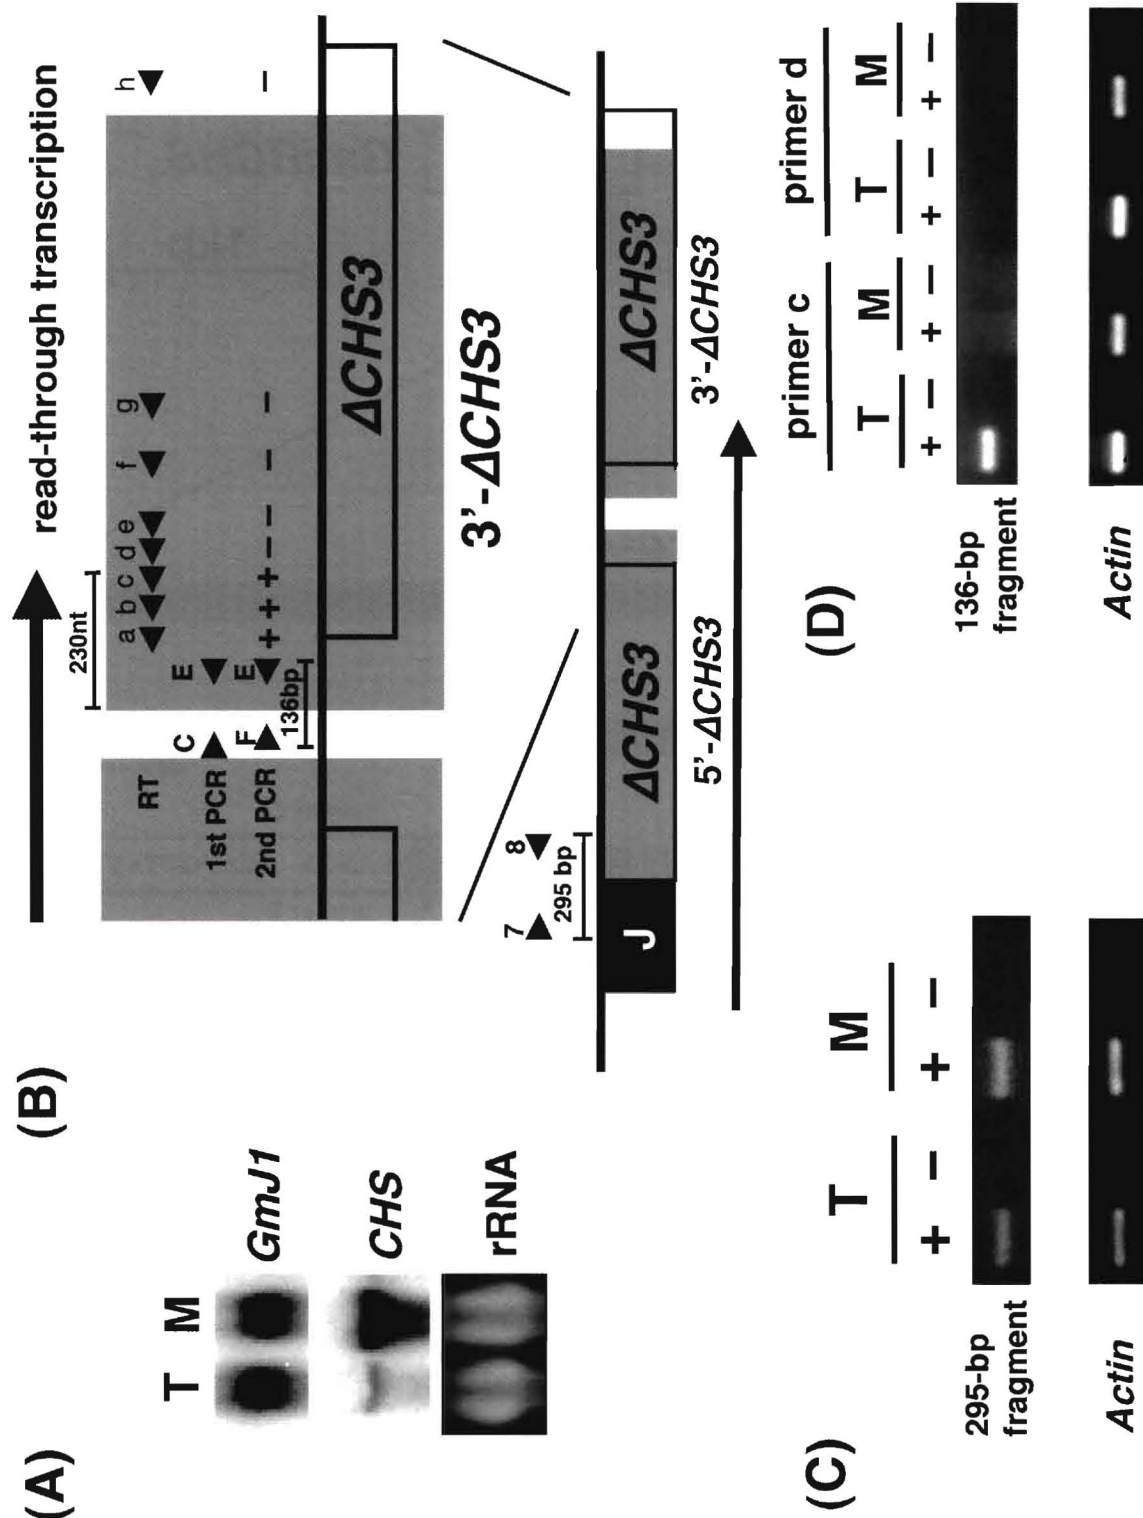 (A)
T M
GmJ1
CHS
rRNA
(B)
read-through transcription
230nt
a b c d e f g h
RT
C E
1st PCR
F E
2nd PCR
+ + + − − − − −
136bp
ΔCHS3
3'-ΔCHS3
7 8
295 bp
J
ΔCHS3
ΔCHS3
5'-ΔCHS3
3'-ΔCHS3
(C)
T M
+ − + −
295-bp
fragment
Actin
(D)
primer c primer d
T M T M
+ − + − + − + −
136-bp
fragment
Actin